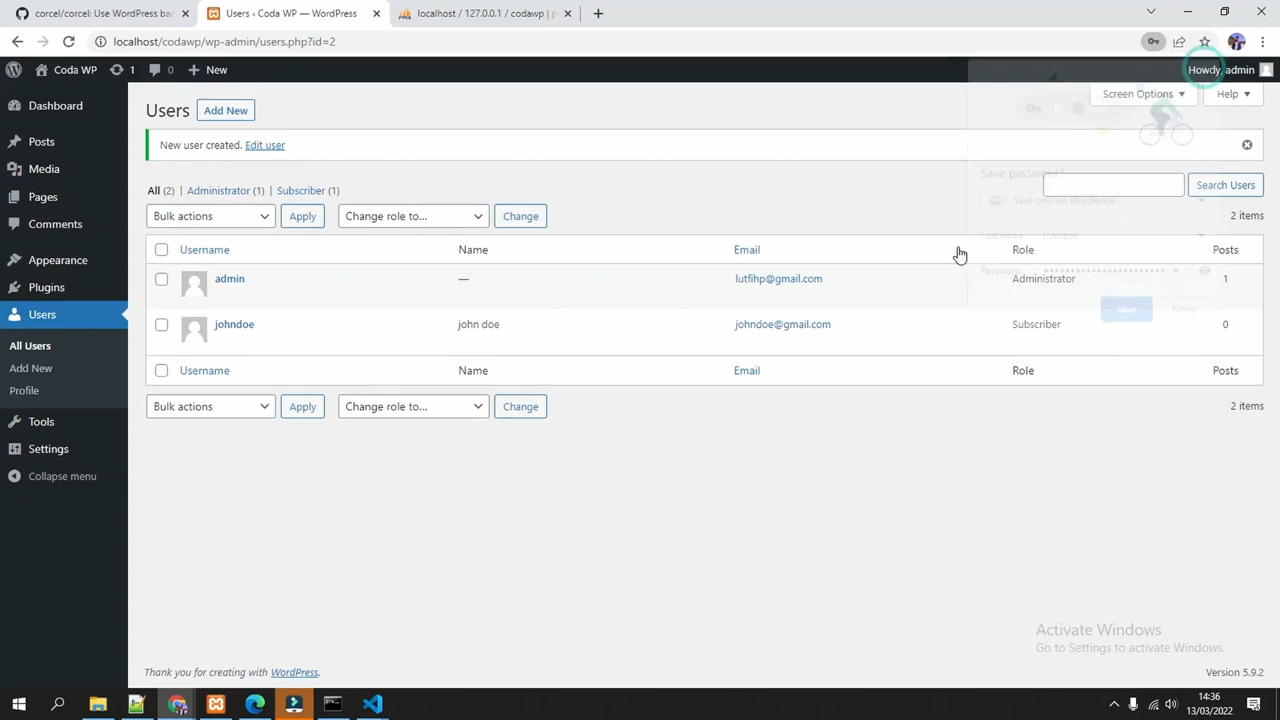 corcel/corcel: Use WordPress bac
Users ‹ Coda WP — WordPress
localhost / 127.0.0.1 / codawp | p
localhost/codawp/wp-admin/users.php?id=2
Coda WP
1
0
New
Howdy, admin
Screen Options
Help
Dashboard
Posts
Media
Pages
Comments
Appearance
Plugins
Users
All Users
Add New
Profile
Tools
Settings
Collapse menu
Users
Add New
New user created. Edit user
Save password?
All (2) | Administrator (1) | Subscriber (1)
Search Users
Save only on this device
Bulk actions
Apply
Change role to...
Change
2 items
Username johndoe
Password
Save
Username
Name
Email
Role
Posts
admin
—
lutfihp@gmail.com
Administrator
1
johndoe
john doe
johndoe@gmail.com
Subscriber
0
Username
Name
Email
Role
Posts
Bulk actions
Apply
Change role to...
Change
2 items
Activate Windows
Go to Settings to activate Windows.
Thank you for creating with WordPress.
Version 5.9.2
14:36
13/03/2022